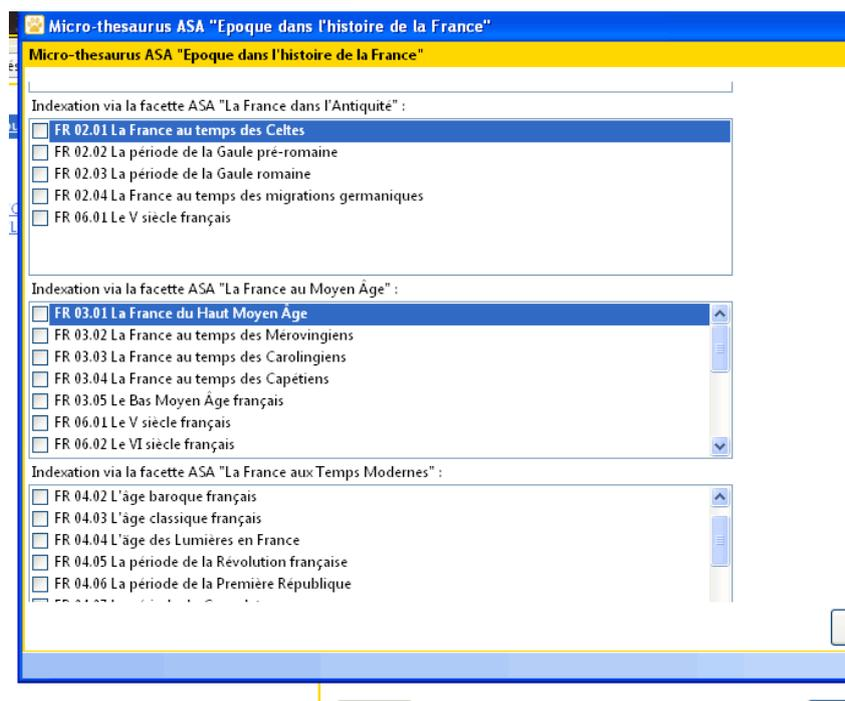 Micro-thesaurus ASA "Epoque dans l'histoire de la France"
Micro-thesaurus ASA "Epoque dans l'histoire de la France"
Indexation via la facette ASA "La France dans l'Antiquité" :
FR 02.01 La France au temps des Celtes
FR 02.02 La période de la Gaule pré-romaine
FR 02.03 La période de la Gaule romaine
FR 02.04 La France au temps des migrations germaniques
FR 06.01 Le V siècle français
Indexation via la facette ASA "La France au Moyen Âge" :
FR 03.01 La France du Haut Moyen Âge
FR 03.02 La France au temps des Mérovingiens
FR 03.03 La France au temps des Carolingiens
FR 03.04 La France au temps des Capétiens
FR 03.05 Le Bas Moyen Âge français
FR 06.01 Le V siècle français
FR 06.02 Le VI siècle français
Indexation via la facette ASA "La France aux Temps Modernes" :
FR 04.02 L'âge baroque français
FR 04.03 L'âge classique français
FR 04.04 L'äge des Lumières en France
FR 04.05 La période de la Révolution française
FR 04.06 La période de la Première République